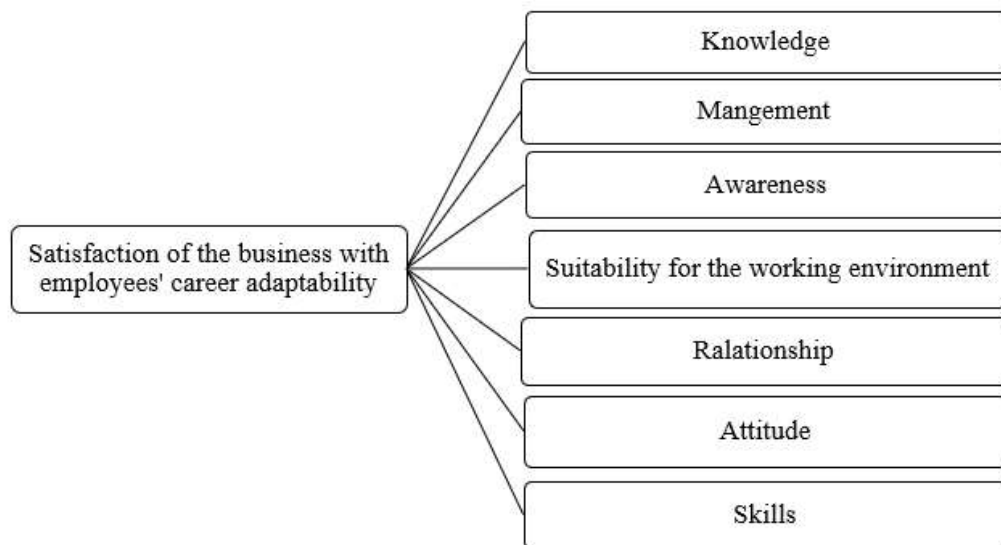 Knowledge
Mangement
Awareness
Satisfaction of the business with
employees' career adaptability
Suitability for the working environment
Ralationship
Attitude
Skills